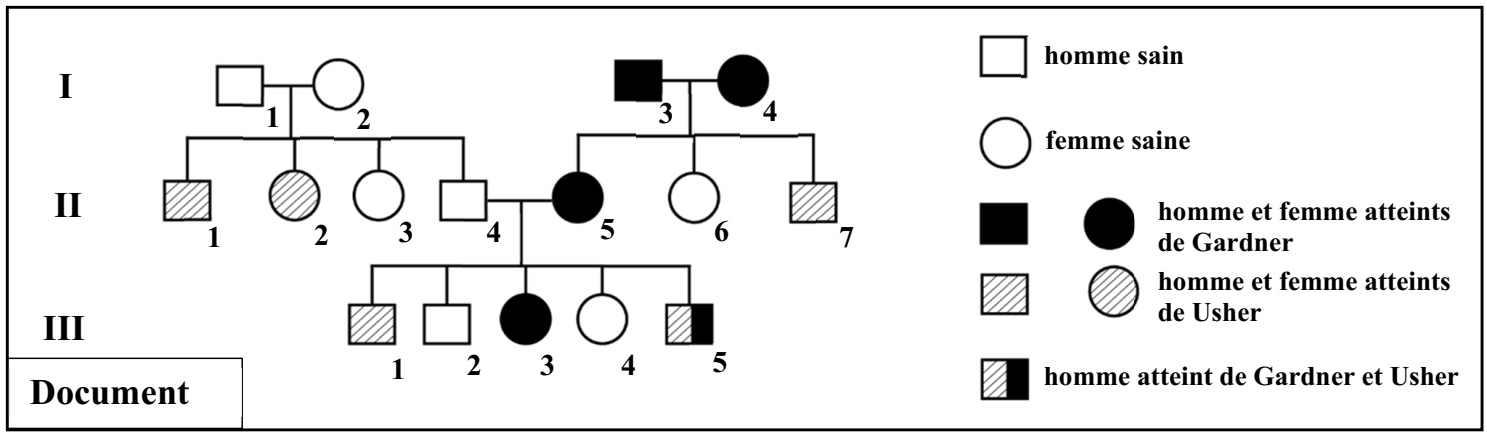 I
1
2
3
4
II
1
2
3
4
5
6
7
III
1
2
3
4
5
Document
homme sain
femme saine
homme et femme atteints
de Gardner
homme et femme atteints
de Usher
homme atteint de Gardner et Usher